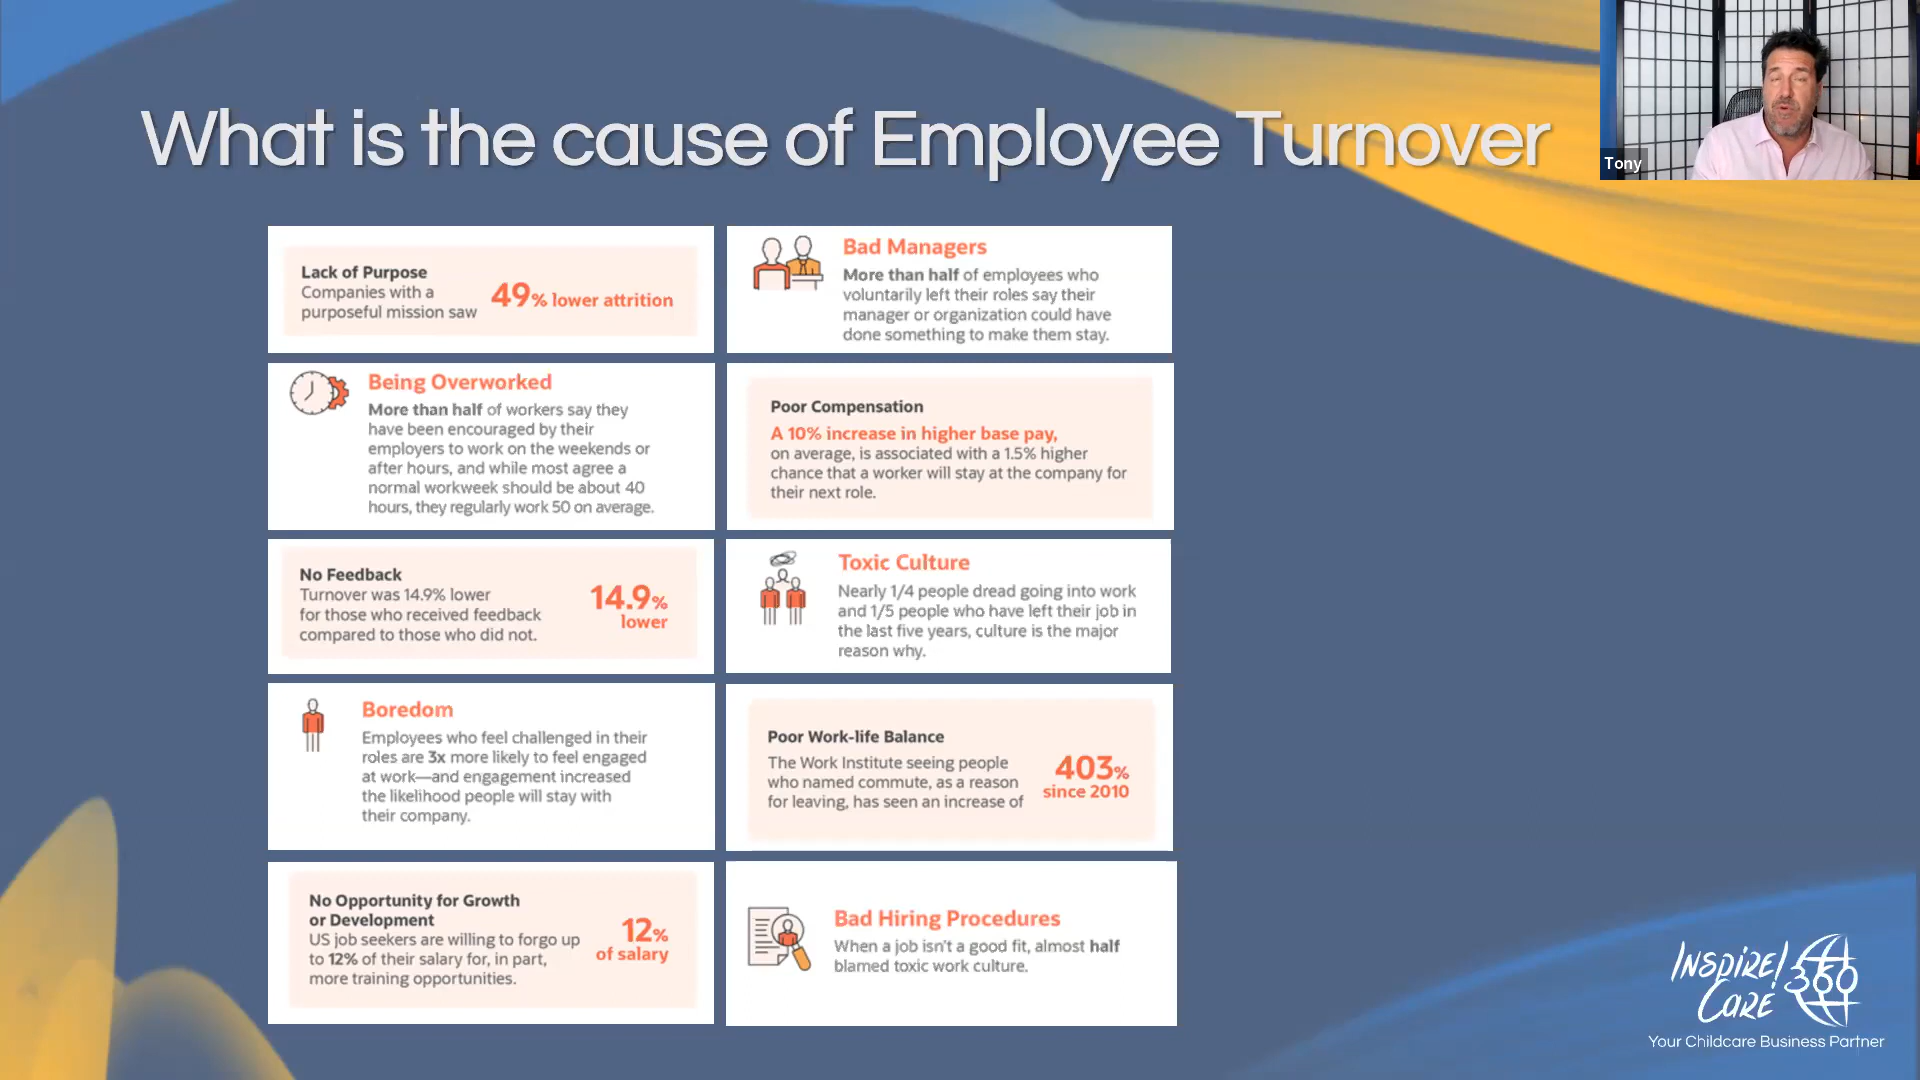 What is the cause of Employee Turnover
Tony
Lack of Purpose
Companies with a
purposeful mission saw
49% lower attrition
Bad Managers
More than half of employees who
voluntarily left their roles say their
manager or organization could have
done something to make them stay.
Being Overworked
More than half of workers say they
have been encouraged by their
employers to work on the weekends or
after hours, and while most agree a
normal workweek should be about 40
hours, they regularly work 50 on average.
Poor Compensation
A 10% increase in higher base pay,
on average, is associated with a 1.5% higher
chance that a worker will stay at the company for
their next role.
No Feedback
Turnover was 14.9% lower
for those who received feedback
compared to those who did not.
14.9%
lower
Toxic Culture
Nearly 1/4 people dread going into work
and 1/5 people who have left their job in
the last five years, culture is the major
reason why.
Boredom
Employees who feel challenged in their
roles are 3x more likely to feel engaged
at work—and engagement increased
the likelihood people will stay with
their company.
Poor Work-life Balance
The Work Institute seeing people
who named commute, as a reason
for leaving, has seen an increase of
403%
since 2010
No Opportunity for Growth
or Development
US job seekers are willing to forgo up
to 12% of their salary for, in part,
more training opportunities.
12%
of salary
Bad Hiring Procedures
When a job isn't a good fit, almost half
blamed toxic work culture.
INSPIRE!
CARE 360
Your Childcare Business Partner